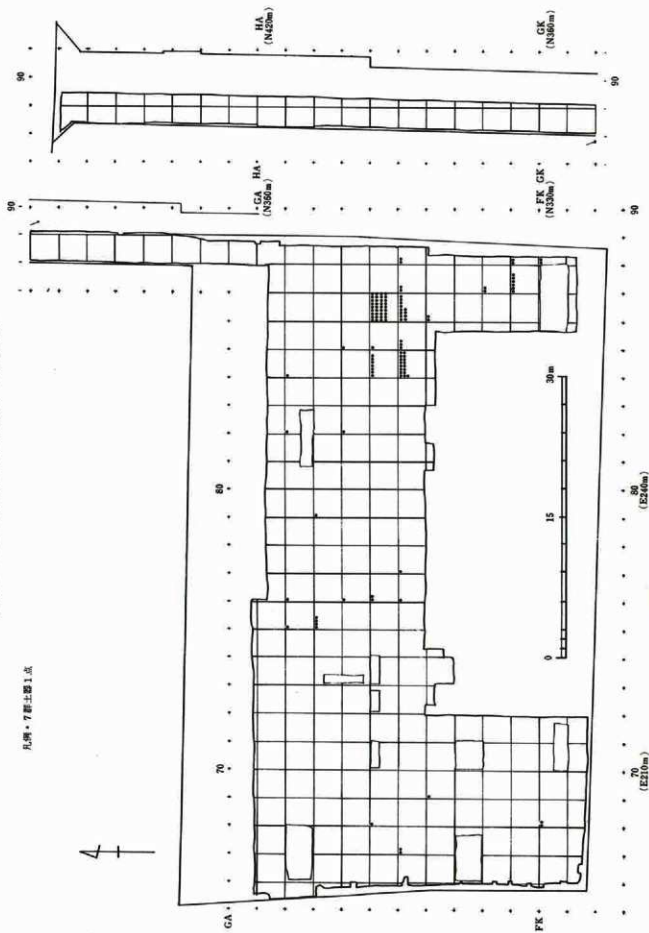 HA
(N420m)
GK
(N360m)
90
90
HA
GK
GA
(N360m)
FK
(N330m)
90
90
30m
15
0
80
80
(E240m)
70
70
(E210m)
GA
FK
凡例・7群土器1点